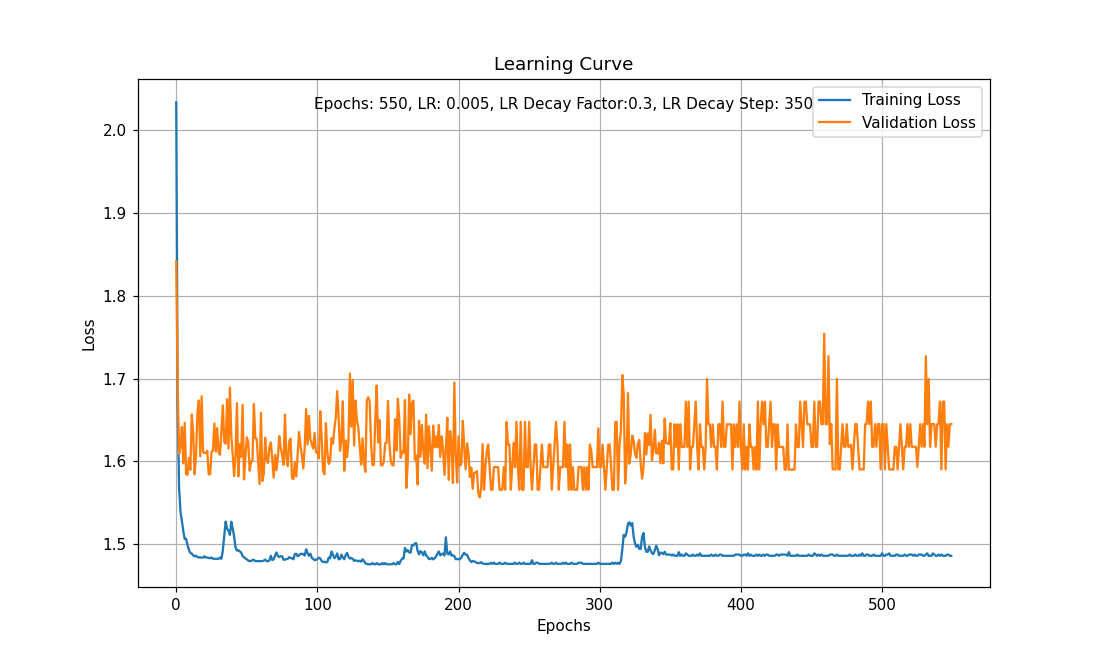 Learning Curve
Epochs: 550, LR: 0.005, LR Decay Factor:0.3, LR Decay Step: 350
Training Loss
Validation Loss
2.0
1.9
1.8
1.7
1.6
1.5
Loss
0 100 200 300 400 500
Epochs